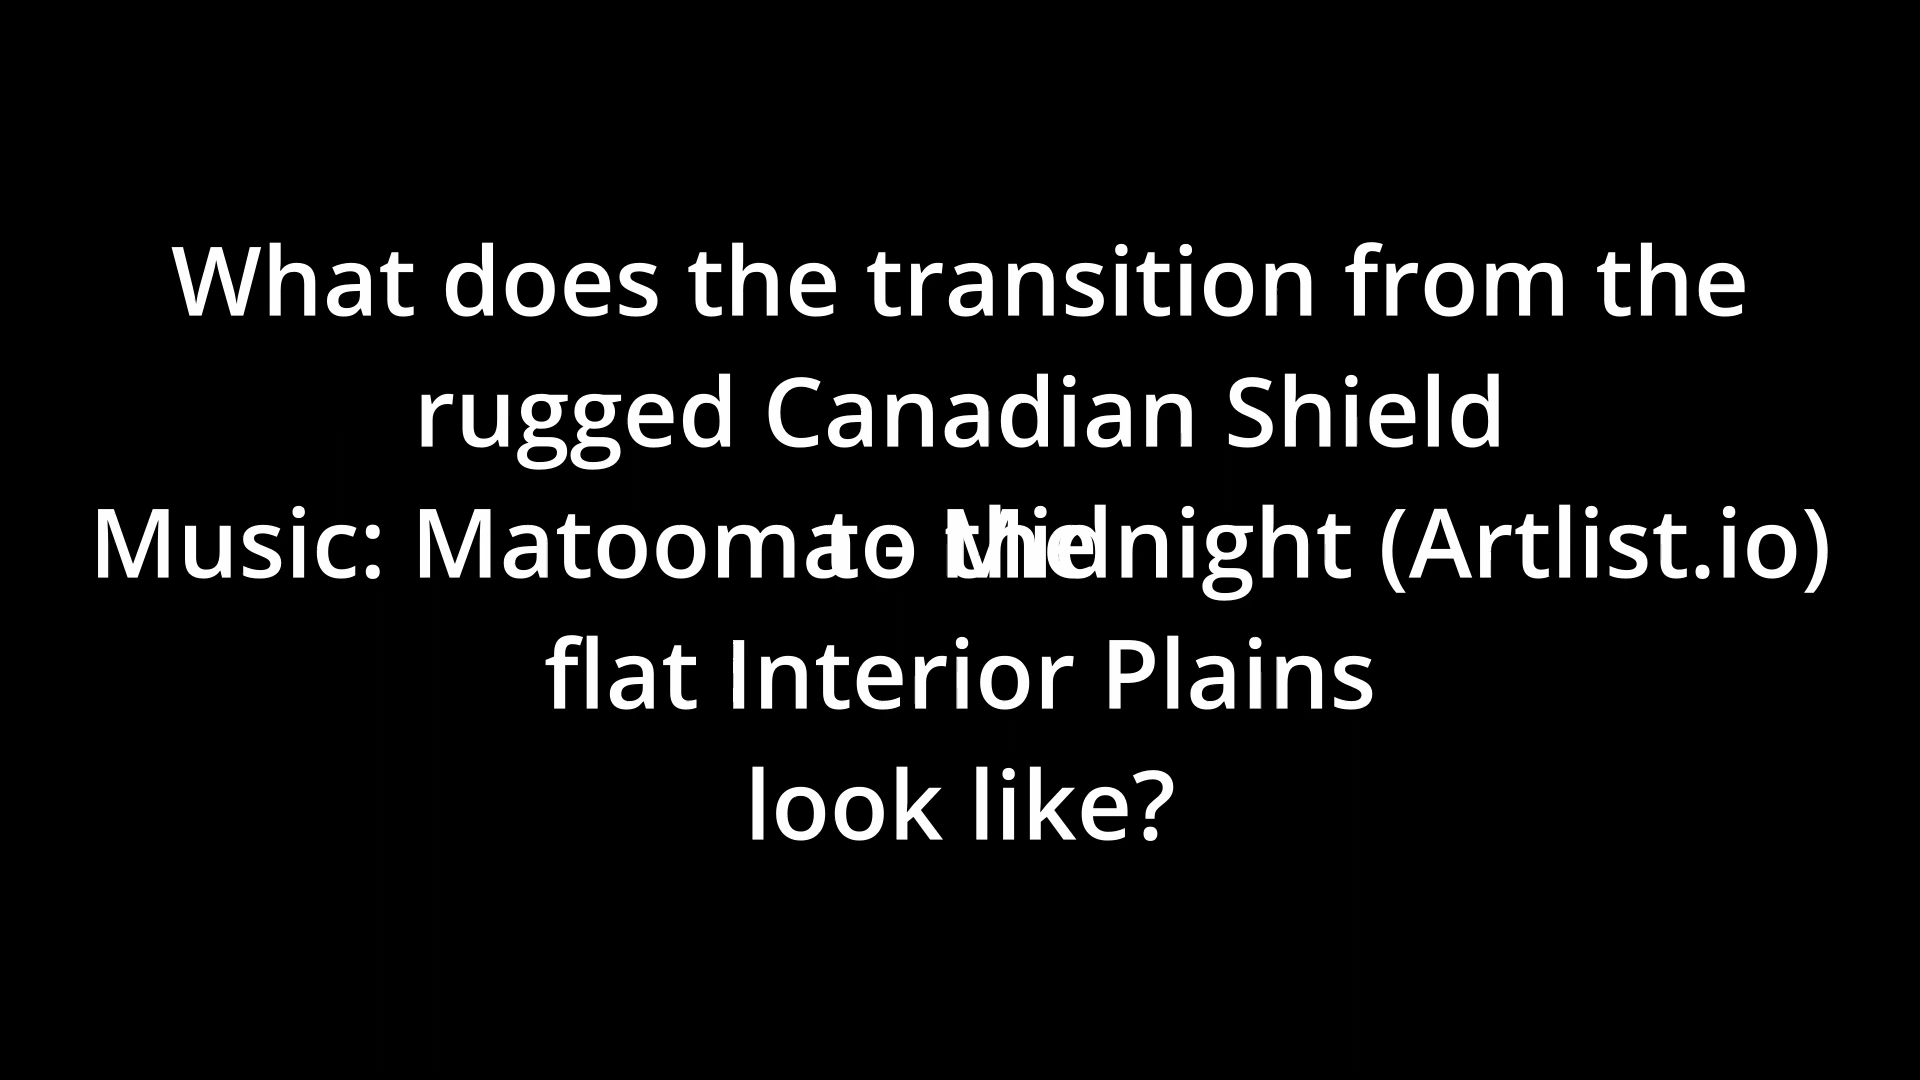 What does the transition from the
rugged Canadian Shield
to the
Music: Matoma - Midnight (Artlist.io)
flat Interior Plains
look like?